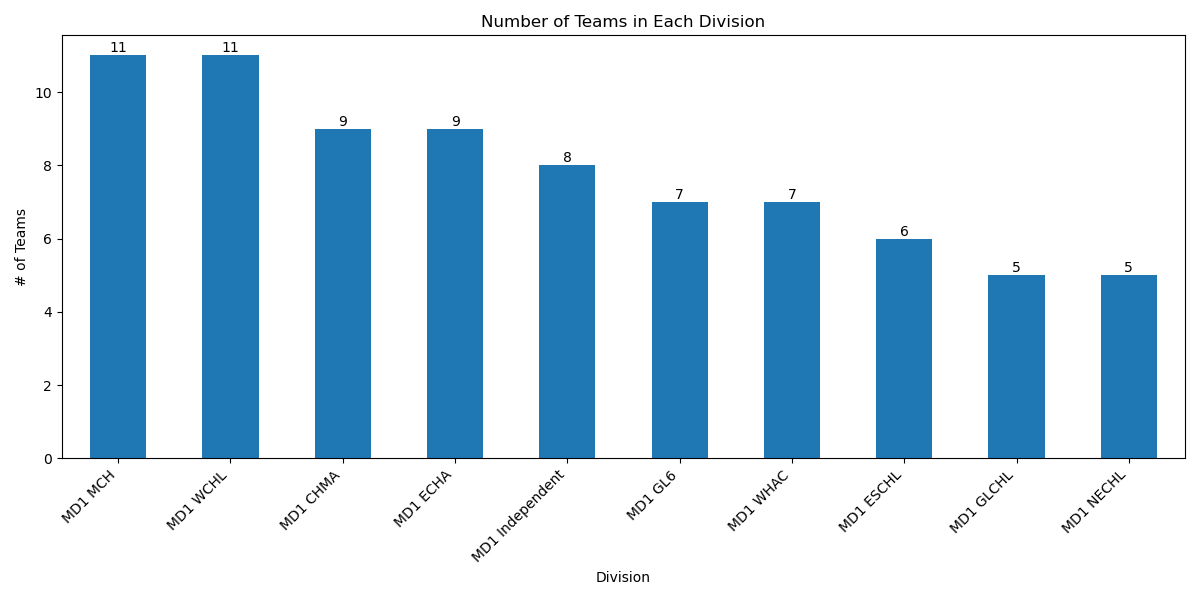 Number of Teams in Each Division
11
11
9
9
8
7
7
6
5
5
# of Teams
10
8
6
4
2
0
MD1 MCH
MD1 WCHL
MD1 CHMA
MD1 ECHA
MD1 Independent
MD1 GL6
MD1 WHAC
MD1 ESCHL
MD1 GLCHL
MD1 NECHL
Division